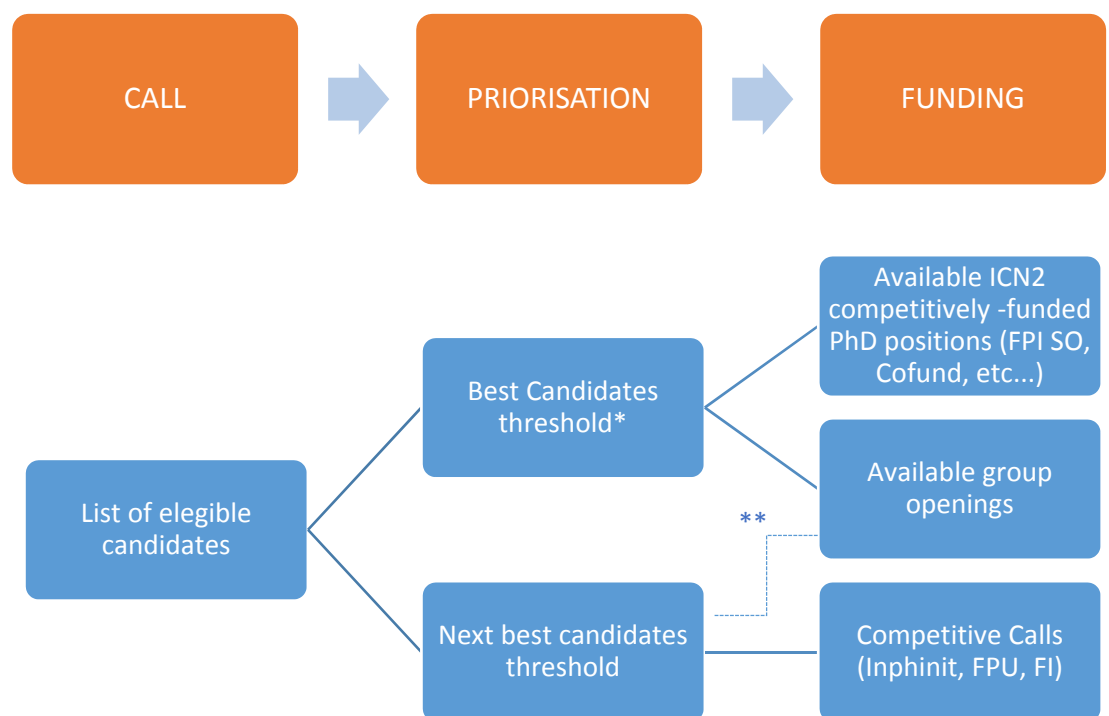 CALL
PRIORISATION
FUNDING
Available ICN2
competitively -funded
PhD positions (FPI SO,
Cofund, etc...)
Best Candidates
threshold*
Available group
openings
List of elegible
candidates
**
Next best candidates
threshold
Competitive Calls
(Inphinit, FPU, FI)